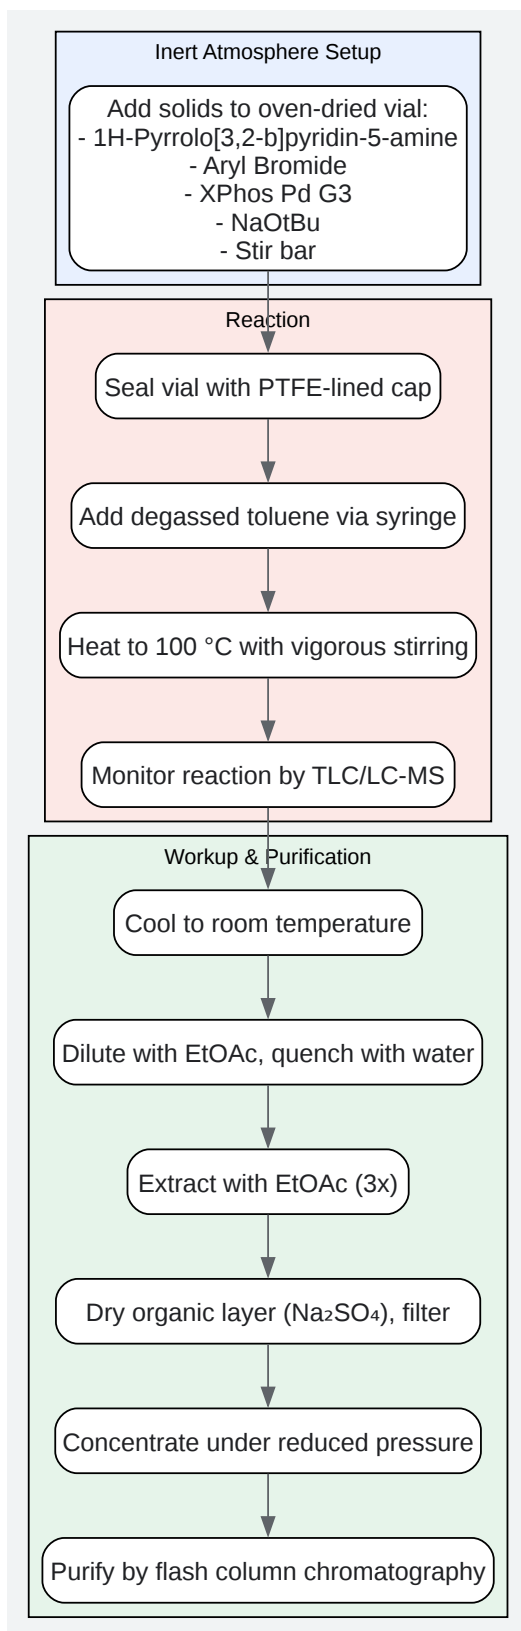 Inert Atmosphere Setup
Add solids to oven-dried vial:
- 1H-Pyrrolo[3,2-b]pyridin-5-amine
- Aryl Bromide
- XPhos Pd G3
- NaOtBu
- Stir bar
Reaction
Seal vial with PTFE-lined cap
Add degassed toluene via syringe
Heat to 100 °C with vigorous stirring
Monitor reaction by TLC/LC-MS
Workup & Purification
Cool to room temperature
Dilute with EtOAc, quench with water
Extract with EtOAc (3x)
Dry organic layer (Na₂SO₄), filter
Concentrate under reduced pressure
Purify by flash column chromatography